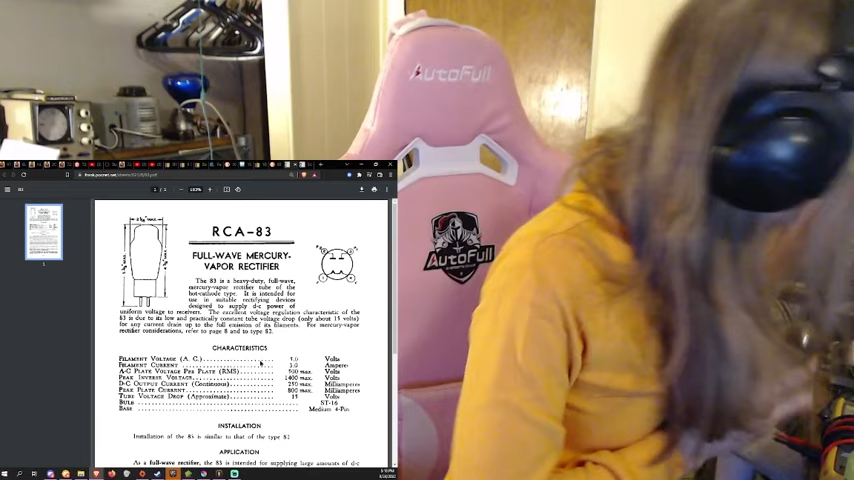 AutoFull
AutoFull
RCA-83
FULL-WAVE MERCURY-
VAPOR RECTIFIER
The 83 is a heavy-duty, full-wave,
mercury-vapor rectifier tube of the
hot-cathode type. It is intended for
use in suitable rectifying devices
designed to supply d-c power of
uniform voltage to receivers. The excellent voltage regulation characteristic of the
83 is due to its low and practically constant tube voltage drop (only about 15 volts)
for any current drain up to the full emission of its filaments. For mercury-vapor
rectifier considerations, refer to page 8 and to type 82.
CHARACTERISTICS
FILAMENT VOLTAGE (A. C.) 5.0 Volts
FILAMENT CURRENT 3.0 Amperes
A-C PLATE VOLTAGE PER PLATE (RMS) 500 max. Volts
PEAK INVERSE VOLTAGE 1400 max. Volts
D-C OUTPUT CURRENT (Continuous) 250 max. Milliamperes
PEAK PLATE CURRENT 800 max. Milliamperes
TUBE VOLTAGE DROP (Approximate) 15 Volts
BULB ST-16
BASE Medium 4-Pin
INSTALLATION
Installation of the 83 is similar to that of the type 82
APPLICATION
As a full-wave rectifier, the 83 is intended for supplying large amounts of d-c